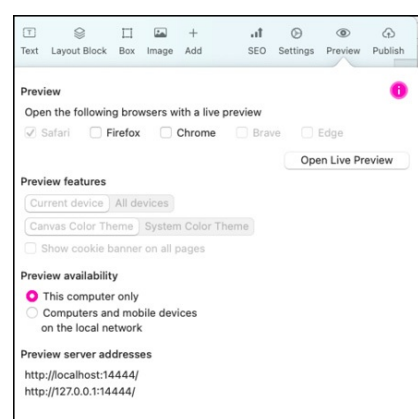 Text Layout Block Box Image Add SEO Settings Preview Publish
Preview
Open the following browsers with a live preview
Safari Firefox Chrome Brave Edge
Open Live Preview
Preview features
Current device All devices
Canvas Color Theme System Color Theme
Show cookie banner on all pages
Preview availability
This computer only
Computers and mobile devices
on the local network
Preview server addresses
http://localhost:14444/
http://127.0.0.1:14444/